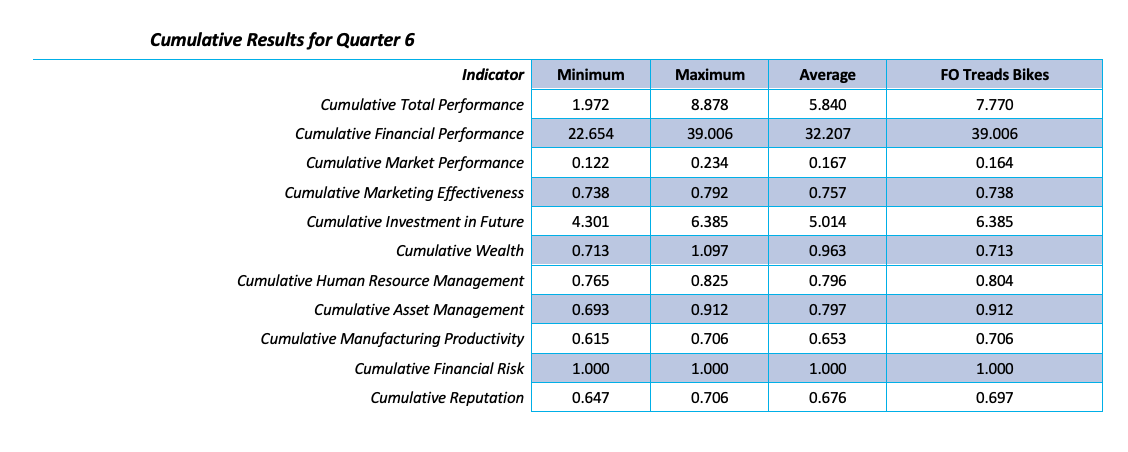 Cumulative Results for Quarter 6
Indicator Minimum Maximum Average FO Treads Bikes
Cumulative Total Performance 1.972 8.878 5.840 7.770
Cumulative Financial Performance 22.654 39.006 32.207 39.006
Cumulative Market Performance 0.122 0.234 0.167 0.164
Cumulative Marketing Effectiveness 0.738 0.792 0.757 0.738
Cumulative Investment in Future 4.301 6.385 5.014 6.385
Cumulative Wealth 0.713 1.097 0.963 0.713
Cumulative Human Resource Management 0.765 0.825 0.796 0.804
Cumulative Asset Management 0.693 0.912 0.797 0.912
Cumulative Manufacturing Productivity 0.615 0.706 0.653 0.706
Cumulative Financial Risk 1.000 1.000 1.000 1.000
Cumulative Reputation 0.647 0.706 0.676 0.697